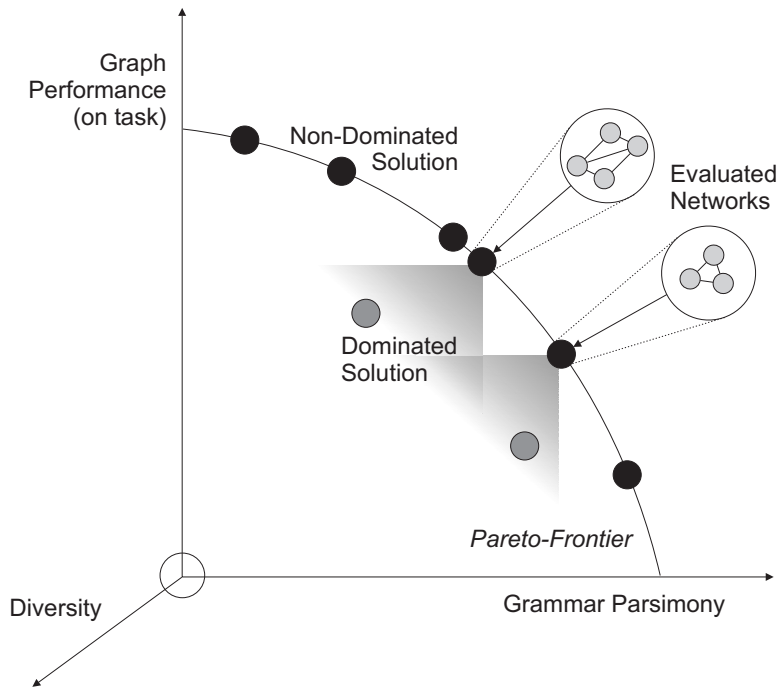 Graph
Performance
(on task)
Non-Dominated
Solution
Evaluated
Networks
Dominated
Solution
Pareto-Frontier
Diversity
Grammar Parsimony